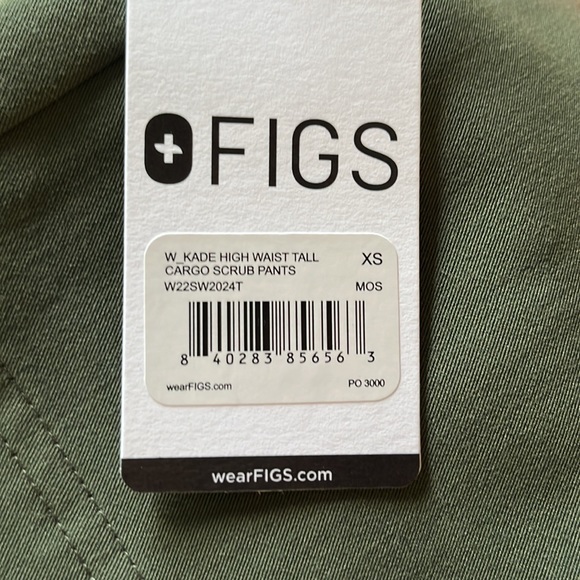 FIGS
W_KADE HIGH WAIST TALL XS
CARGO SCRUB PANTS
W22SW2024T MOS
8 40283 85656 3
wearFIGS.com PO 3000
wearFIGS.com